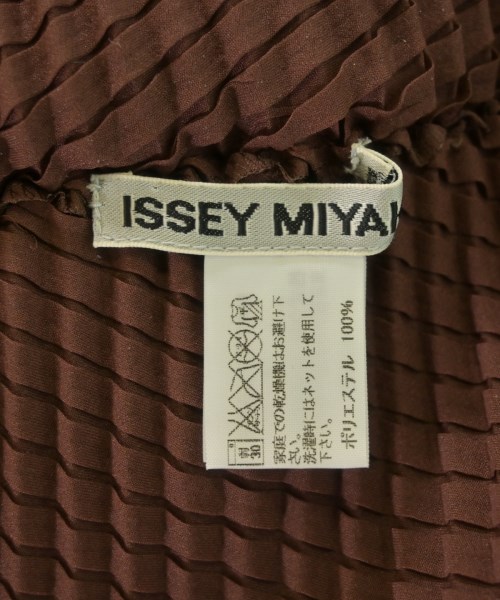 ISSEY MIYAK
30
家庭での乾燥機はお避け下
さい。
洗濯時にはネットを使用して
下さい。
ポリエステル 100%